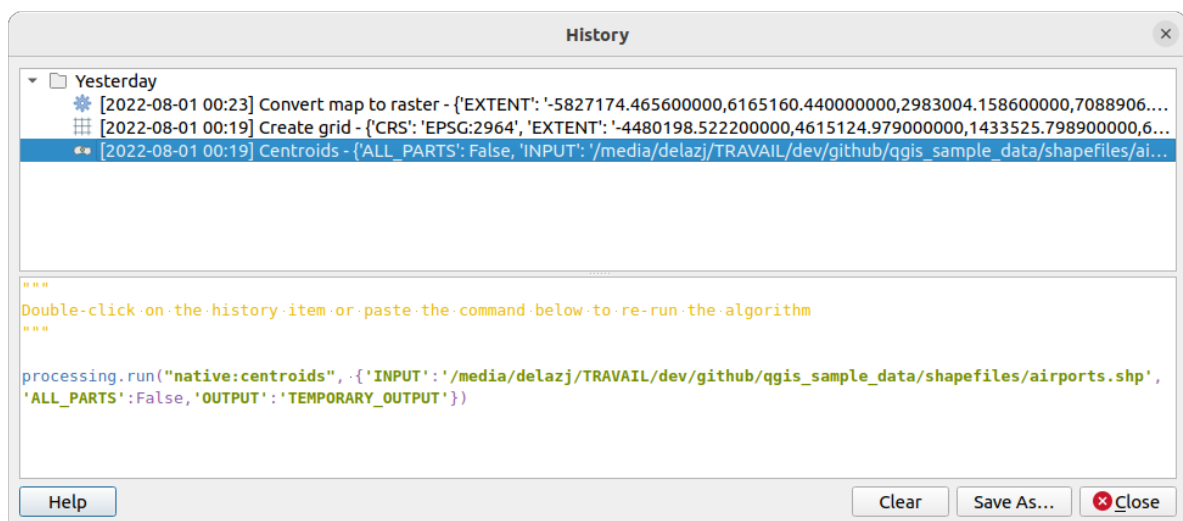 History
Yesterday
[2022-08-01 00:23] Convert map to raster - {'EXTENT': '-5827174.465600000,6165160.440000000,2983004.158600000,7088906....
[2022-08-01 00:19] Create grid - {'CRS': 'EPSG:2964', 'EXTENT': '-4480198.522200000,4615124.979000000,1433525.798900000,6...
[2022-08-01 00:19] Centroids - {'ALL_PARTS': False, 'INPUT': '/media/delazj/TRAVAIL/dev/github/qgis_sample_data/shapefiles/ai...
"""
Double-click·on·the·history·item·or·paste·the·command·below·to·re-run·the·algorithm
"""
processing.run("native:centroids",·{'INPUT':'/media/delazj/TRAVAIL/dev/github/qgis_sample_data/shapefiles/airports.shp',
'ALL_PARTS':False,'OUTPUT':'TEMPORARY_OUTPUT'})
Help Clear Save As... Close